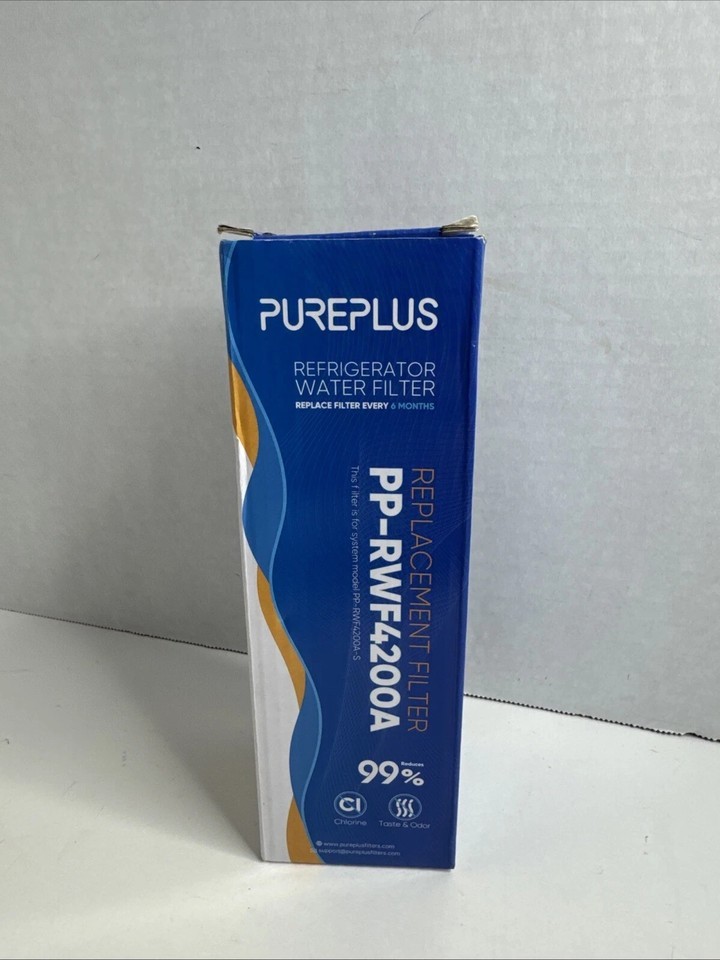 PUREPLUS
REFRIGERATOR
WATER FILTER
REPLACE FILTER EVERY 6 MONTHS
REPLACEMENT FILTER
PP-RWF4200A
This filter is for system model PP-RWF4200A-S
Reduces
99%
Cl
Chlorine
Taste & Odor
www.pureplusfilters.com
support@pureplusfilters.com